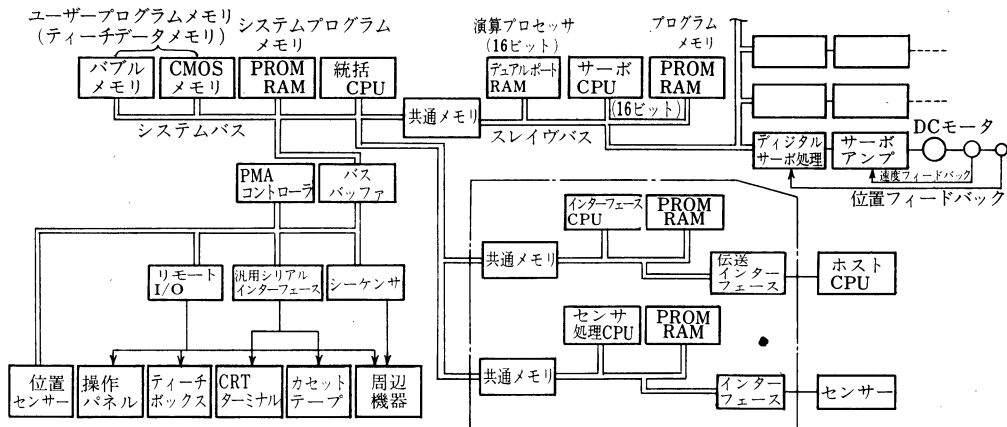 ユーザープログラムメモリ
(ティーチデータメモリ)
システムプログラム
メモリ
演算プロセッサ
(16ビット)
プログラム
メモリ
バブル
メモリ
CMOS
メモリ
PROM
RAM
統括
CPU
共通メモリ
デュアルポート
RAM
サーボ
CPU
PROM
RAM
(16ビット)
システムバス
スレイヴバス
ディジタル
サーボ処理
サーボ
アンプ
DCモータ
速度フィードバック
位置フィードバック
PMA
コントローラ
バス
バッファ
インターフェース
CPU
PROM
RAM
共通メモリ
伝送
インター
フェース
ホスト
CPU
リモート
I/O
汎用シリアル
インターフェース
シーケンサ
センサ
処理CPU
PROM
RAM
共通メモリ
インター
フェース
センサー
位置
センサー
操作
パネル
ティーチ
ボックス
CRT
ターミナル
カセット
テープ
周辺
機器